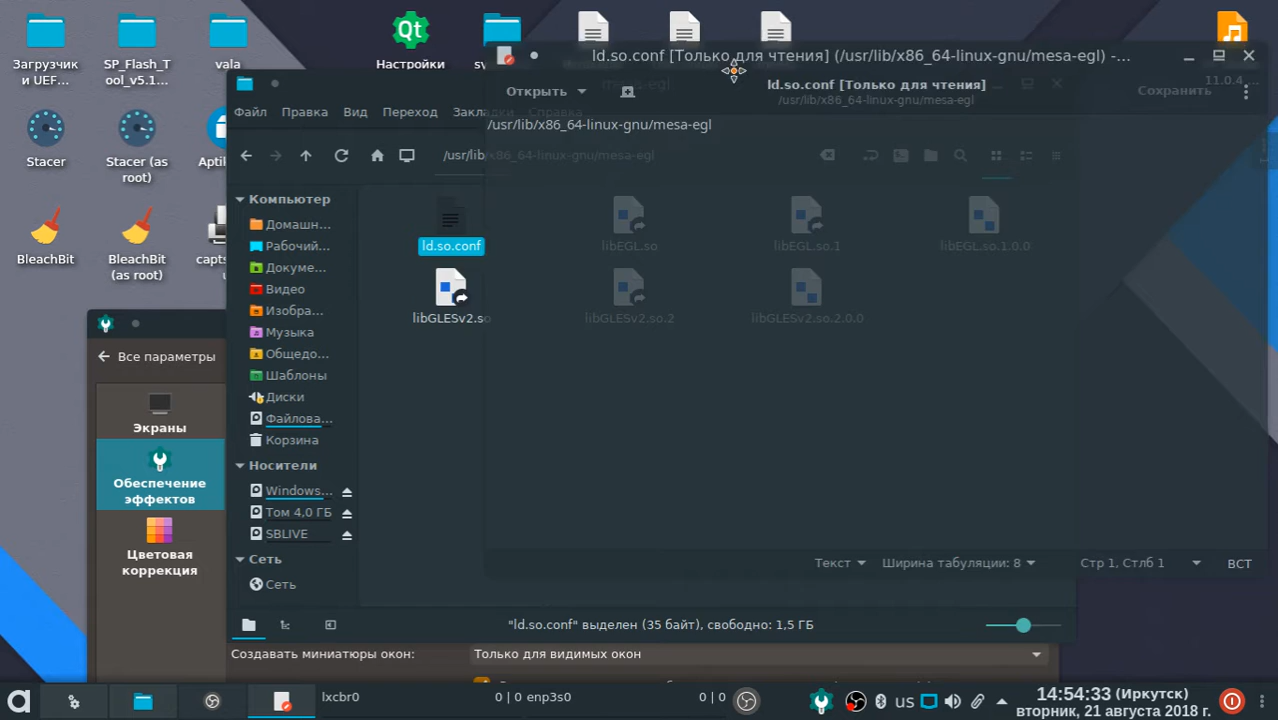 Загрузчи
к и UEF…
SP_Flash_T
ool_v5.1…
vala
Настройки
sy
ld.so.conf [Только для чтения] (/usr/lib/x86_64-linux-gnu/mesa-egl) -…
mesa-egl
11.0.4…
Открыть
ld.so.conf [Только для чтения]
/usr/lib/x86_64-linux-gnu/mesa-egl
Сохранить
Файл
Правка
Вид
Переход
Закладки
Справка
/usr/lib/x86_64-linux-gnu/mesa-egl
/usr/lib/x86_64-linux-gnu/mesa-egl
Stacer
Stacer (as
root)
Aptik
BleachBit
BleachBit
(as root)
capts
u
Компьютер
Домашн…
Рабочий…
Докуме…
Видео
Изобра…
Музыка
Общедо…
Шаблоны
Диски
Файлова…
Корзина
Носители
Windows…
Том 4,0 ГБ
SBLIVE
Сеть
Сеть
ld.so.conf
libEGL.so
libEGL.so.1
libEGL.so.1.0.0
libGLESv2.so
libGLESv2.so.2
libGLESv2.so.2.0.0
Все параметры
Экраны
Обеспечение
эффектов
Цветовая
коррекция
Текст
Ширина табуляции: 8
Стр 1, Стлб 1
ВСТ
"ld.so.conf" выделен (35 байт), свободно: 1,5 ГБ
Создавать миниатюры окон:
Только для видимых окон
lxcbr0
0 | 0 enp3s0
0 | 0
us
14:54:33 (Иркутск)
вторник, 21 августа 2018 г.